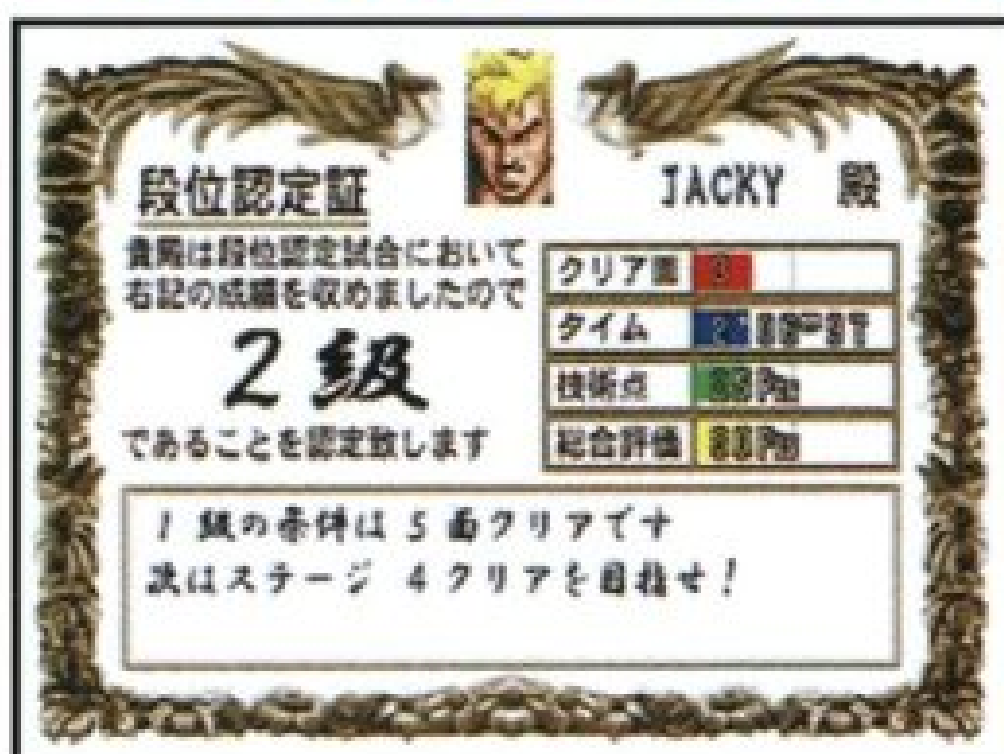 段位認定証
JACKY 殿
貴殿は段位認定試合において
右記の成績を収めましたので
2級
であることを認定致します
クリア面 3
タイム
技術点
総合評価
1級の条件は5面クリアです
次はステージ 4クリアを目指せ!